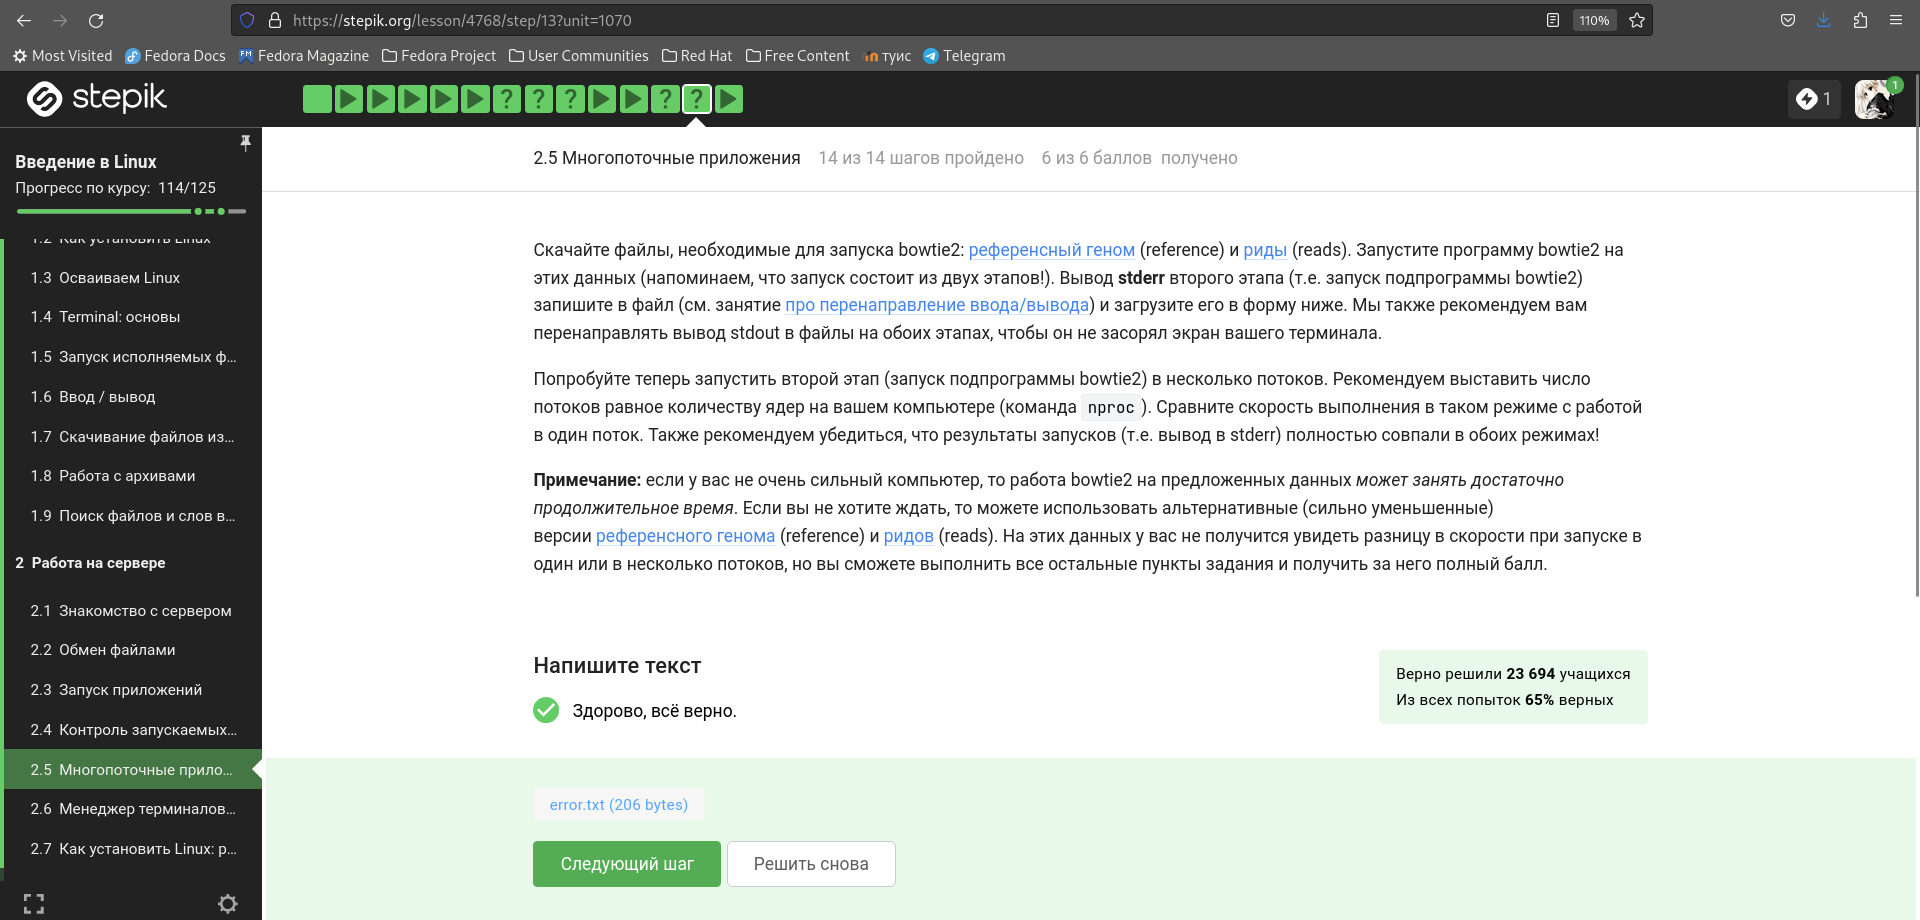 https://stepik.org/lesson/4768/step/13?unit=1070
110%
Most Visited
Fedora Docs
Fedora Magazine
Fedora Project
User Communities
Red Hat
Free Content
туис
Telegram
stepik
? ? ? ? ?
1
1
Введение в Linux
Прогресс по курсу: 114/125
1.2 Как установить Linux
1.3 Осваиваем Linux
1.4 Terminal: основы
1.5 Запуск исполняемых ф...
1.6 Ввод / вывод
1.7 Скачивание файлов из...
1.8 Работа с архивами
1.9 Поиск файлов и слов в...
2 Работа на сервере
2.1 Знакомство с сервером
2.2 Обмен файлами
2.3 Запуск приложений
2.4 Контроль запускаемых...
2.5 Многопоточные прило...
2.6 Менеджер терминалов...
2.7 Как установить Linux: р...
2.5 Многопоточные приложения 14 из 14 шагов пройдено 6 из 6 баллов получено
Скачайте файлы, необходимые для запуска bowtie2: референсный геном (reference) и риды (reads). Запустите программу bowtie2 на
этих данных (напоминаем, что запуск состоит из двух этапов!). Вывод stderr второго этапа (т.е. запуск подпрограммы bowtie2)
запишите в файл (см. занятие про перенаправление ввода/вывода) и загрузите его в форму ниже. Мы также рекомендуем вам
перенаправлять вывод stdout в файлы на обоих этапах, чтобы он не засорял экран вашего терминала.
Попробуйте теперь запустить второй этап (запуск подпрограммы bowtie2) в несколько потоков. Рекомендуем выставить число
потоков равное количеству ядер на вашем компьютере (команда nproc). Сравните скорость выполнения в таком режиме с работой
в один поток. Также рекомендуем убедиться, что результаты запусков (т.е. вывод в stderr) полностью совпали в обоих режимах!
Примечание: если у вас не очень сильный компьютер, то работа bowtie2 на предложенных данных может занять достаточно
продолжительное время. Если вы не хотите ждать, то можете использовать альтернативные (сильно уменьшенные)
версии референсного генома (reference) и ридов (reads). На этих данных у вас не получится увидеть разницу в скорости при запуске в
один или в несколько потоков, но вы сможете выполнить все остальные пункты задания и получить за него полный балл.
Напишите текст
Здорово, всё верно.
Верно решили 23 694 учащихся
Из всех попыток 65% верных
error.txt (206 bytes)
Следующий шаг
Решить снова